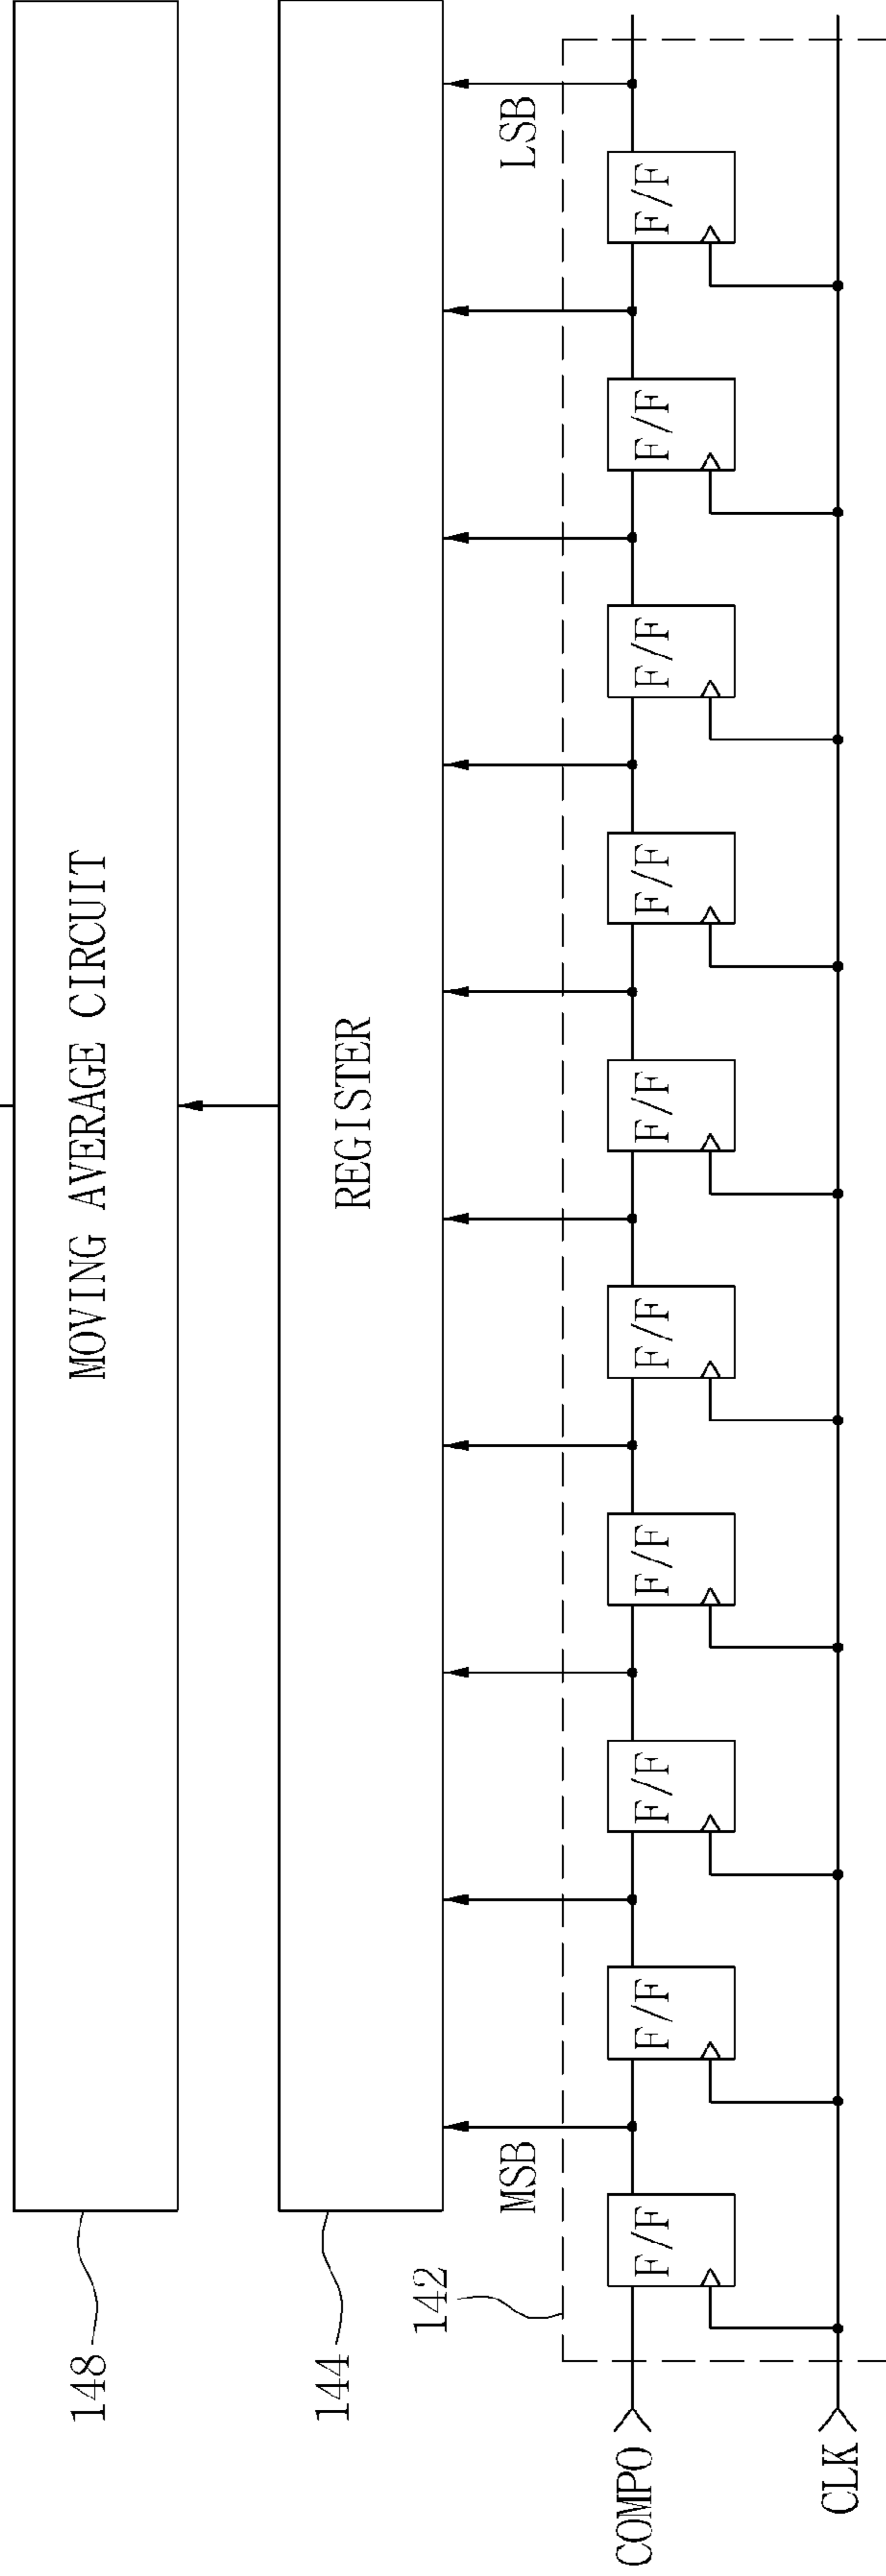 148
MOVING AVERAGE CIRCUIT
144
REGISTER
142
MSB
LSB
COMPO
F/F
F/F
F/F
F/F
F/F
F/F
F/F
F/F
F/F
F/F
CLK